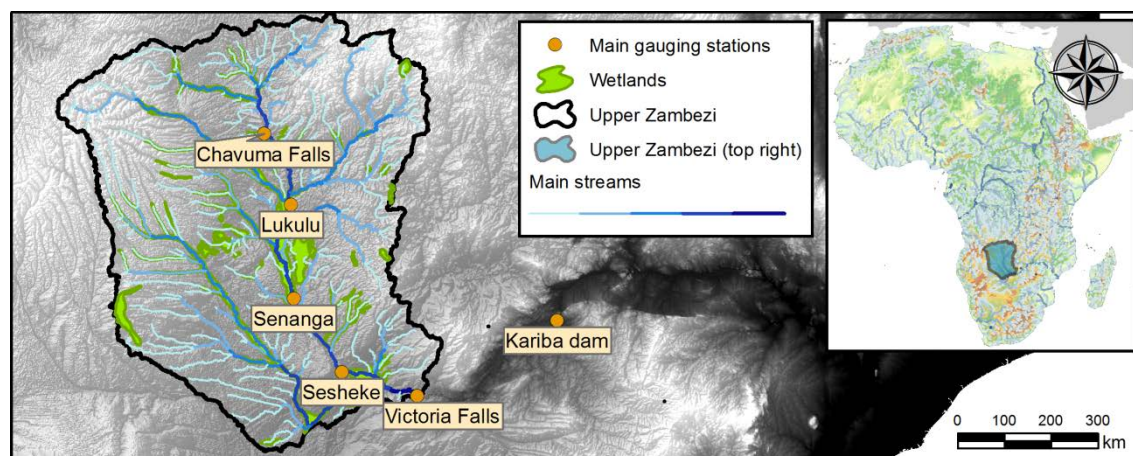 Main gauging stations
Wetlands
Upper Zambezi
Upper Zambezi (top right)
Main streams
Chavuma Falls
Lukulu
Senanga
Kariba dam
Sesheke
Victoria Falls
0 100 200 300
km